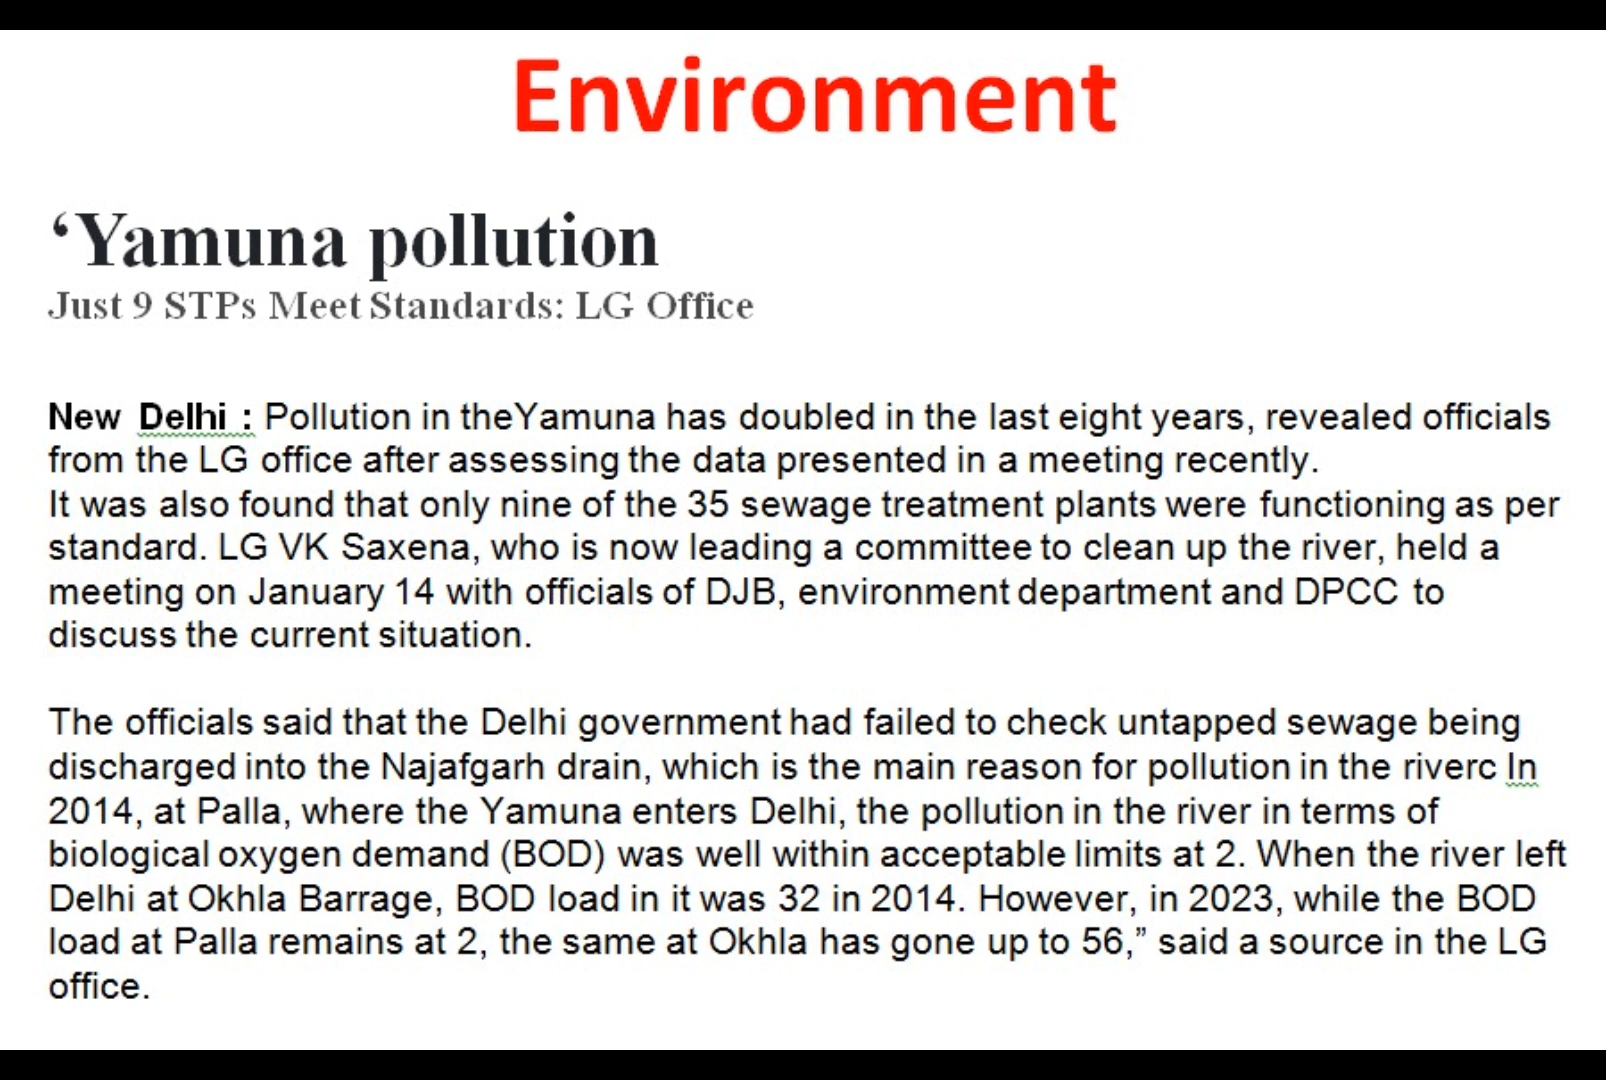 Environment
‘Yamuna pollution
Just 9 STPs Meet Standards: LG Office
New Delhi : Pollution in theYamuna has doubled in the last eight years, revealed officials
from the LG office after assessing the data presented in a meeting recently.
It was also found that only nine of the 35 sewage treatment plants were functioning as per
standard. LG VK Saxena, who is now leading a committee to clean up the river, held a
meeting on January 14 with officials of DJB, environment department and DPCC to
discuss the current situation.
The officials said that the Delhi government had failed to check untapped sewage being
discharged into the Najafgarh drain, which is the main reason for pollution in the riverc In
2014, at Palla, where the Yamuna enters Delhi, the pollution in the river in terms of
biological oxygen demand (BOD) was well within acceptable limits at 2. When the river left
Delhi at Okhla Barrage, BOD load in it was 32 in 2014. However, in 2023, while the BOD
load at Palla remains at 2, the same at Okhla has gone up to 56,” said a source in the LG
office.